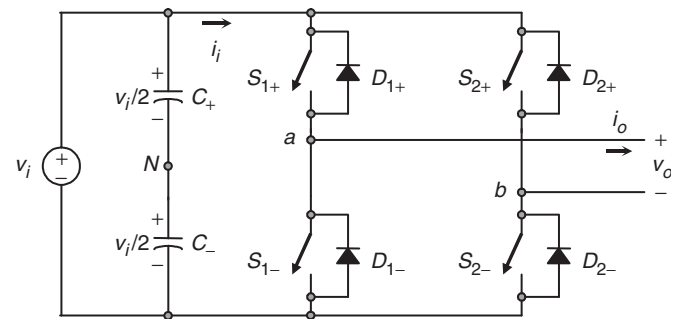 i_i
+
v_i/2
C_+
−
S_{1+}
D_{1+}
S_{2+}
D_{2+}
a
i_o
+
v_o
−
N
v_i
+
−
b
+
v_i/2
C_−
−
S_{1−}
D_{1−}
S_{2−}
D_{2−}